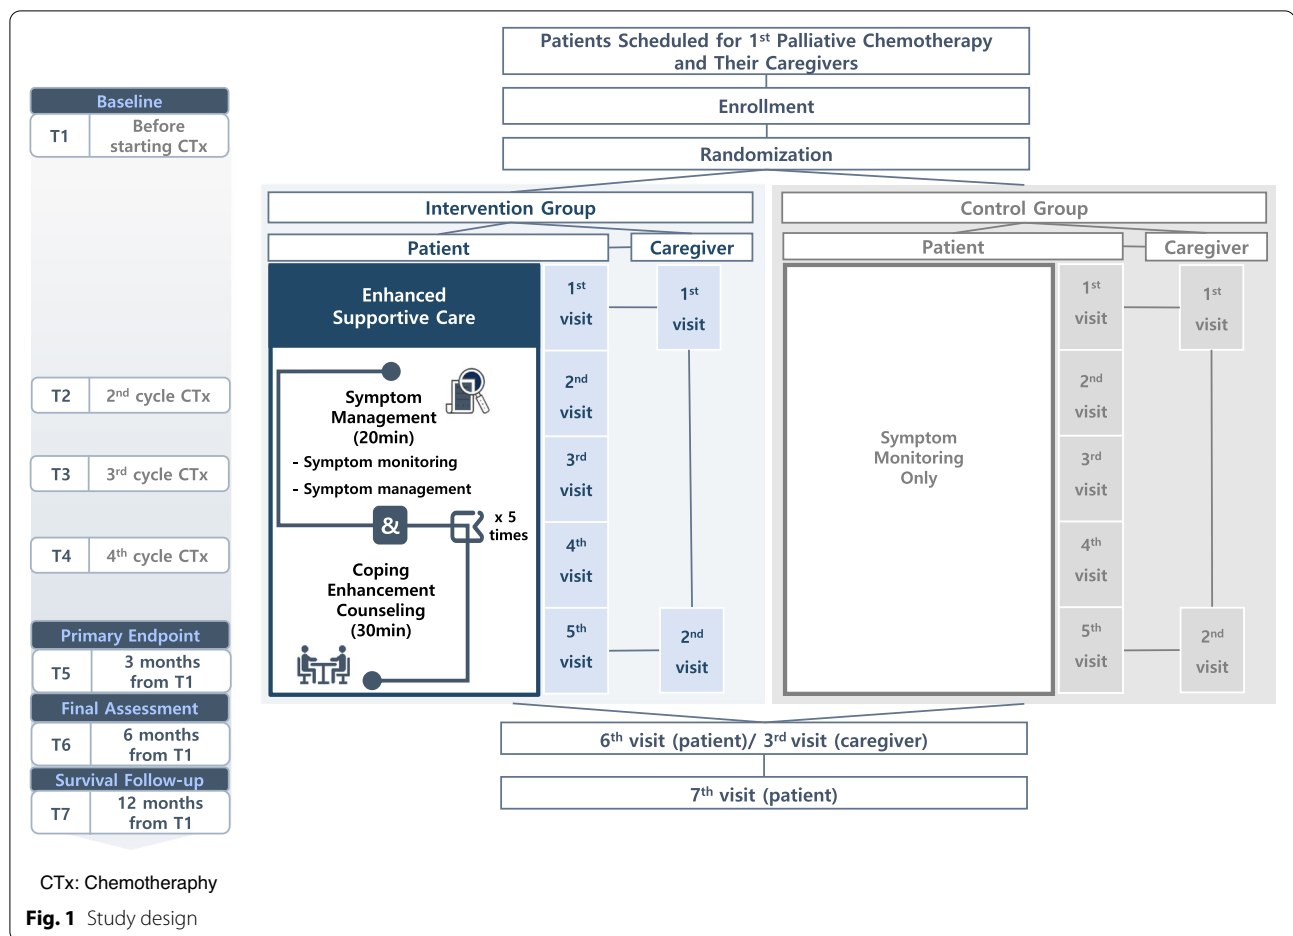 Patients Scheduled for 1st Palliative Chemotherapy
and Their Caregivers
Enrollment
Randomization
Baseline
T1
Before
starting CTx
T2
2nd cycle CTx
T3
3rd cycle CTx
T4
4th cycle CTx
Primary Endpoint
T5
3 months
from T1
Final Assessment
T6
6 months
from T1
Survival Follow-up
T7
12 months
from T1
Intervention Group
Patient
Caregiver
Enhanced
Supportive Care
Symptom
Management
(20min)
- Symptom monitoring
- Symptom management
&
x 5
times
Coping
Enhancement
Counseling
(30min)
1st
visit
2nd
visit
3rd
visit
4th
visit
5th
visit
1st
visit
2nd
visit
Control Group
Patient
Caregiver
Symptom
Monitoring
Only
1st
visit
2nd
visit
3rd
visit
4th
visit
5th
visit
1st
visit
2nd
visit
6th visit (patient)/ 3rd visit (caregiver)
7th visit (patient)
CTx: Chemotheraphy
Fig. 1 Study design